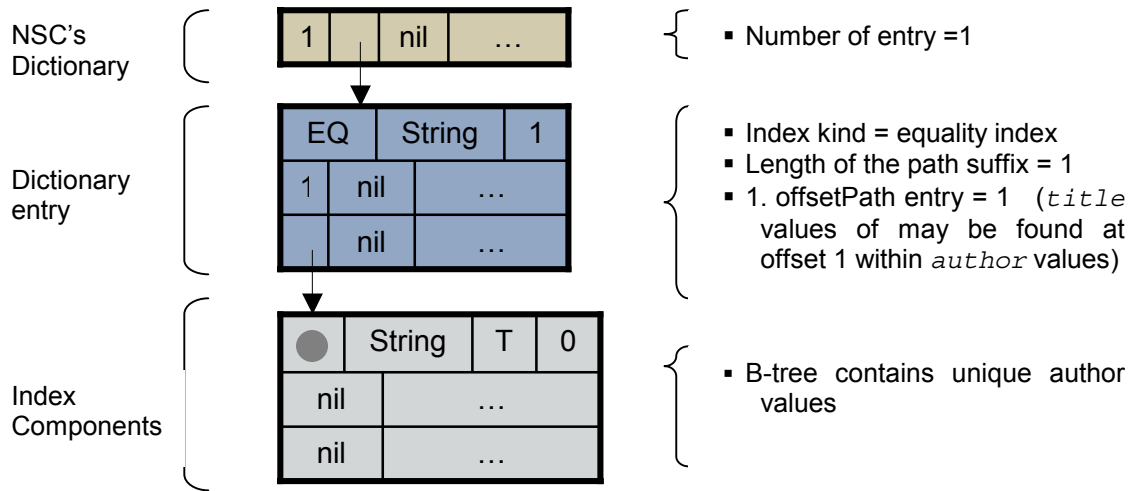 NSC's
Dictionary
1 nil …
▪ Number of entry =1
Dictionary
entry
EQ String 1
1 nil …
nil …
▪ Index kind = equality index
▪ Length of the path suffix = 1
▪ 1. offsetPath entry = 1 (title
values of may be found at
offset 1 within author values)
Index
Components
String T 0
nil …
nil …
▪ B-tree contains unique author
values